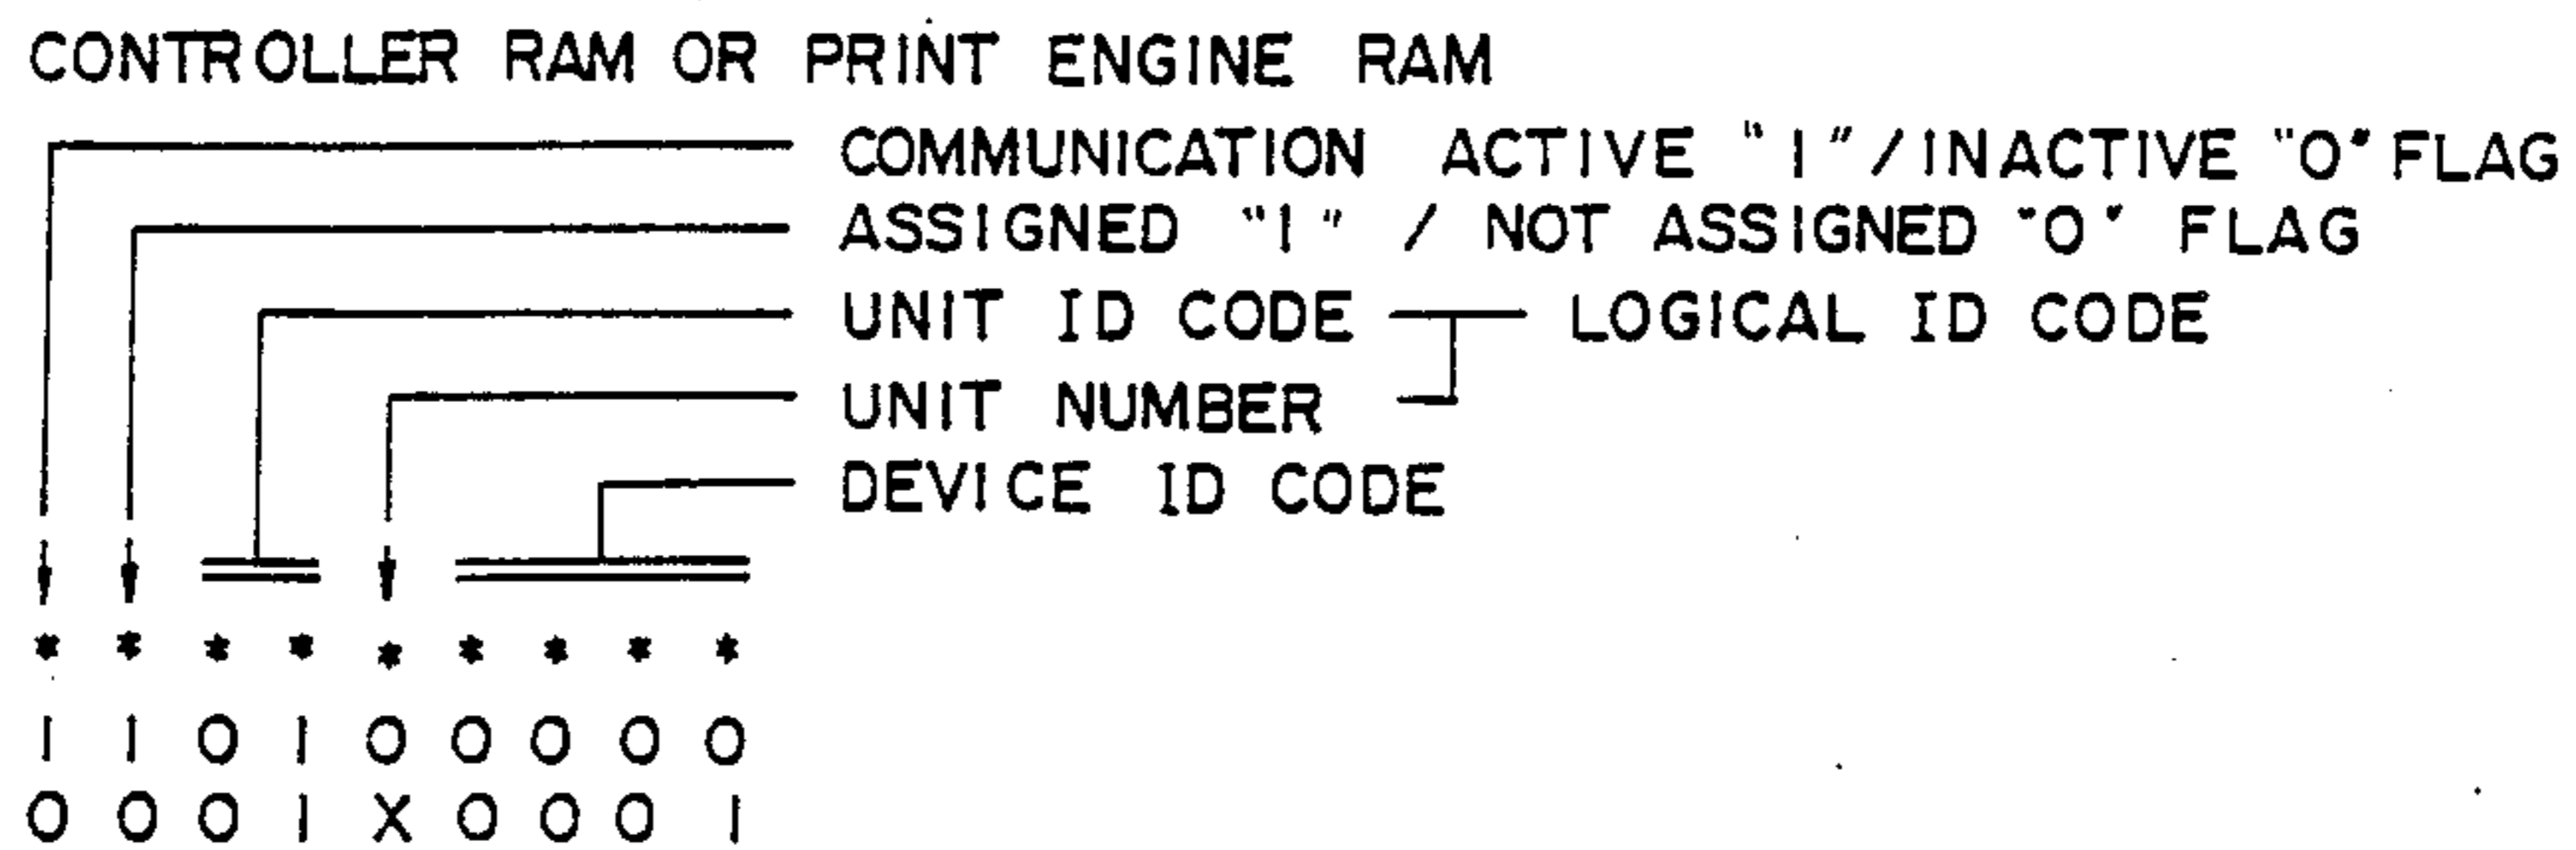 CONTROLLER RAM OR PRINT ENGINE RAM
COMMUNICATION ACTIVE "1"/INACTIVE "0" FLAG
ASSIGNED "1" / NOT ASSIGNED "0" FLAG
UNIT ID CODE LOGICAL ID CODE
UNIT NUMBER
DEVICE ID CODE
* * * * * * * * *
1 1 0 1 0 0 0 0 0
0 0 0 1 X 0 0 0 1